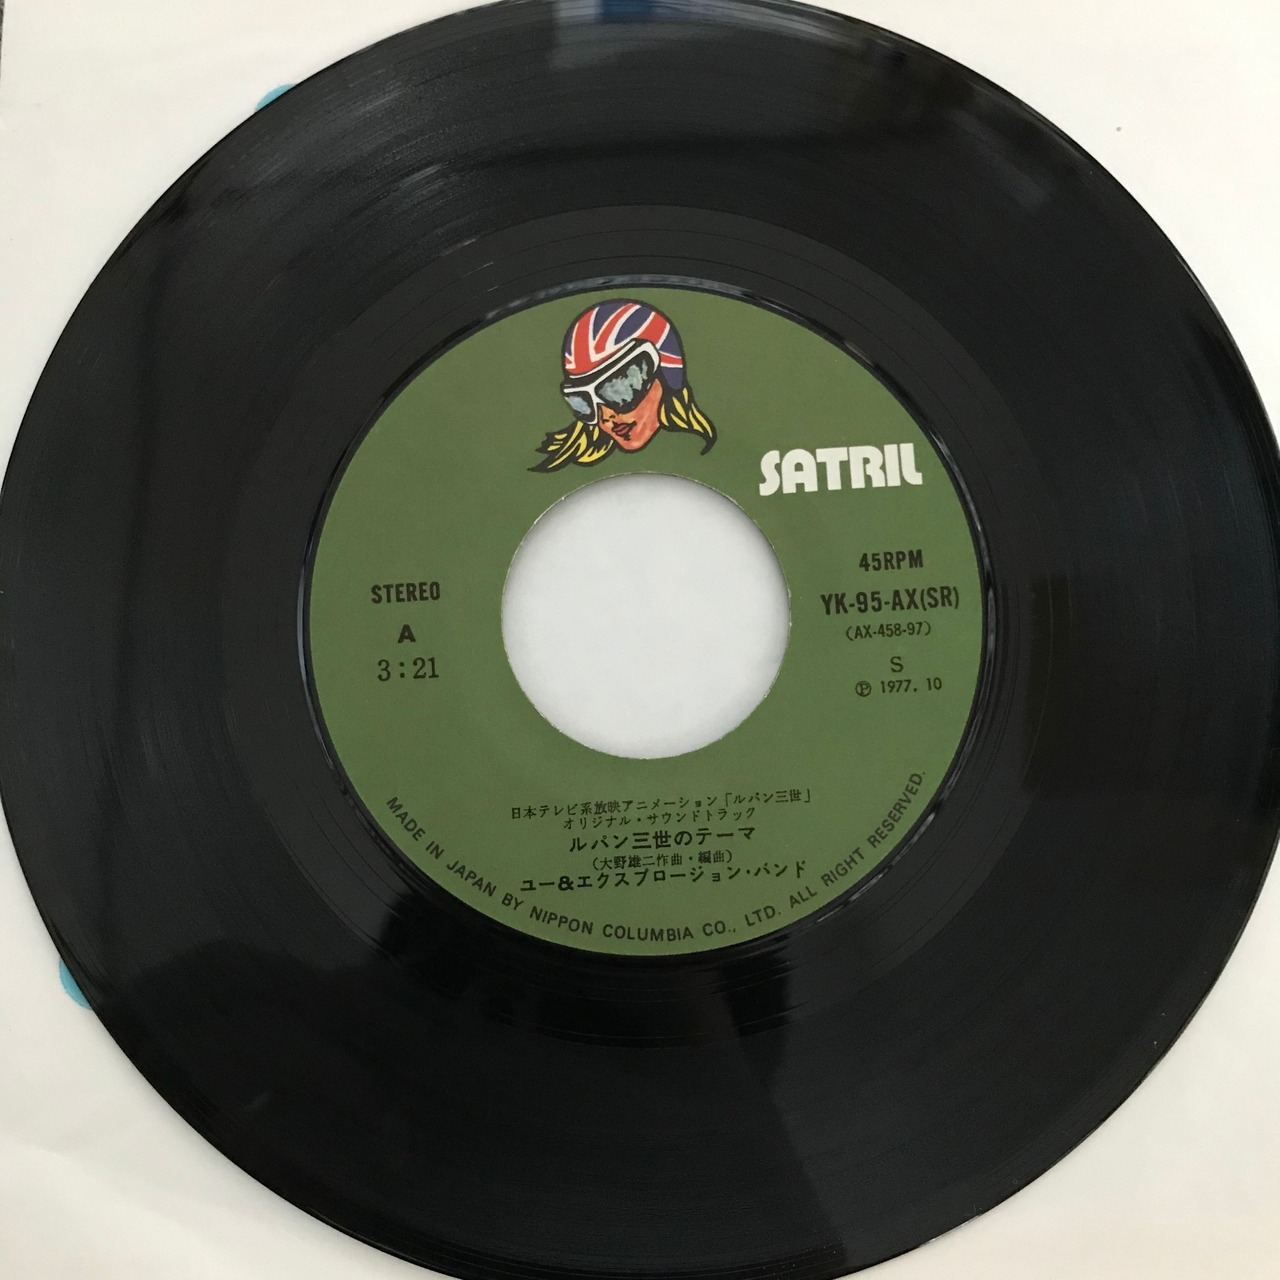 SATRIL
45RPM
YK-95-AX(SR)
(AX-458-97)
S
Ⓟ 1977. 10
STEREO
A
3:21
日本テレビ系放映アニメーション「ルパン三世」
オリジナル・サウンドトラック
ルパン三世のテーマ
(大野雄二作曲・編曲)
ユー&エクスプロージョン・バンド
MADE IN JAPAN BY NIPPON COLUMBIA CO., LTD. ALL RIGHT RESERVED.